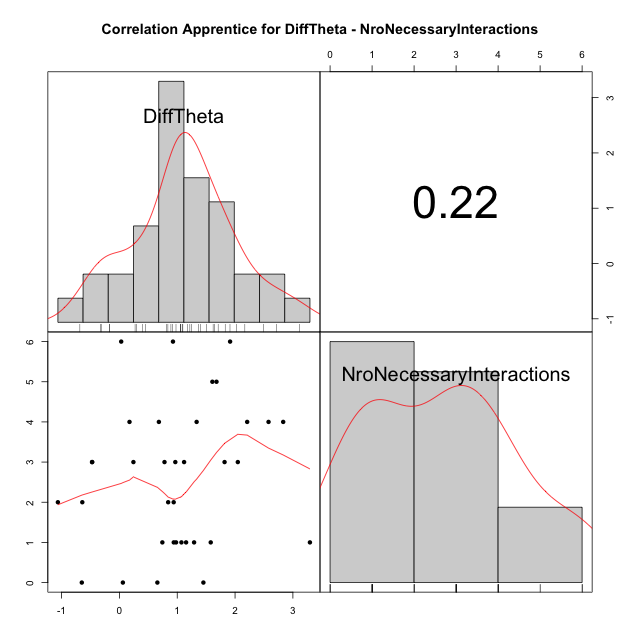 Correlation Apprentice for DiffTheta - NroNecessaryInteractions
0 1 2 3 4 5 6
DiffTheta
0.22
3
2
1
0
-1
6
5
4
3
2
1
0
NroNecessaryInteractions
-1 0 1 2 3